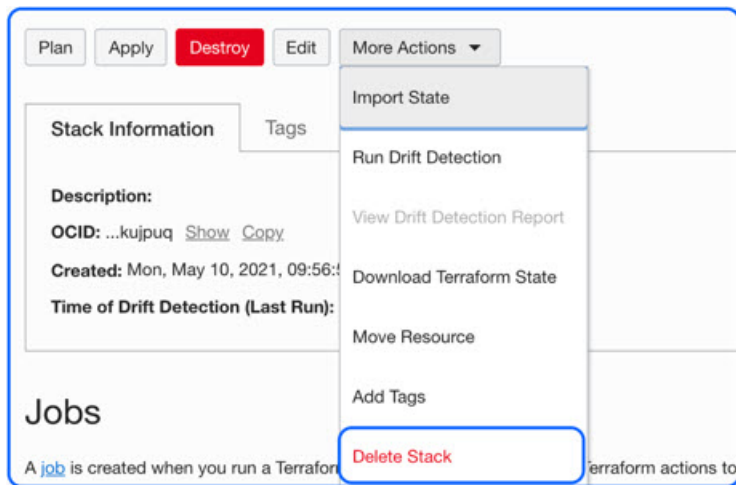 Plan Apply Destroy Edit More Actions
Import State
Stack Information Tags
Run Drift Detection
Description:
View Drift Detection Report
OCID: ...kujpuq Show Copy
Created: Mon, May 10, 2021, 09:56:
Download Terraform State
Time of Drift Detection (Last Run):
Move Resource
Add Tags
Jobs
Delete Stack
A job is created when you run a Terraform actions to